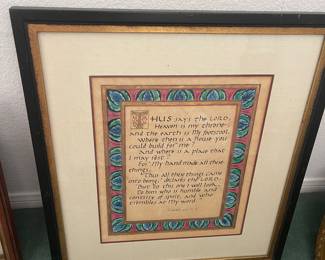 THUS says the LORD,
Heaven is my throne
and the earth is My footstool.
Where then is a house you
could build for me?
And where is a place that
I may rest?
For My hand made all these
things,
Thus all these things came
into being, declares the LORD.
But to this one I will look,
To him who is humble and
contrite of spirit, and who
trembles at My word.